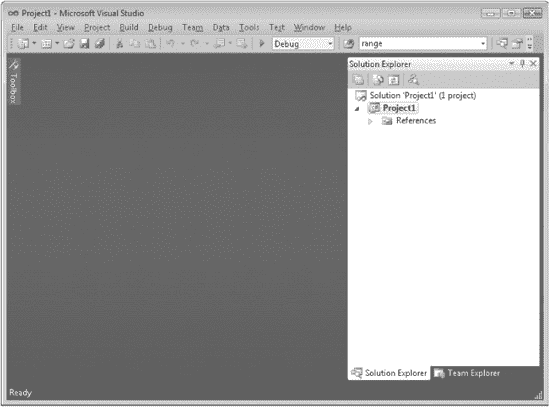 Project1 - Microsoft Visual Studio
File Edit View Project Build Debug Team Data Tools Test Window Help
Debug range
Toolbox
Solution Explorer
Solution 'Project1' (1 project)
Project1
References
Solution Explorer Team Explorer
Ready